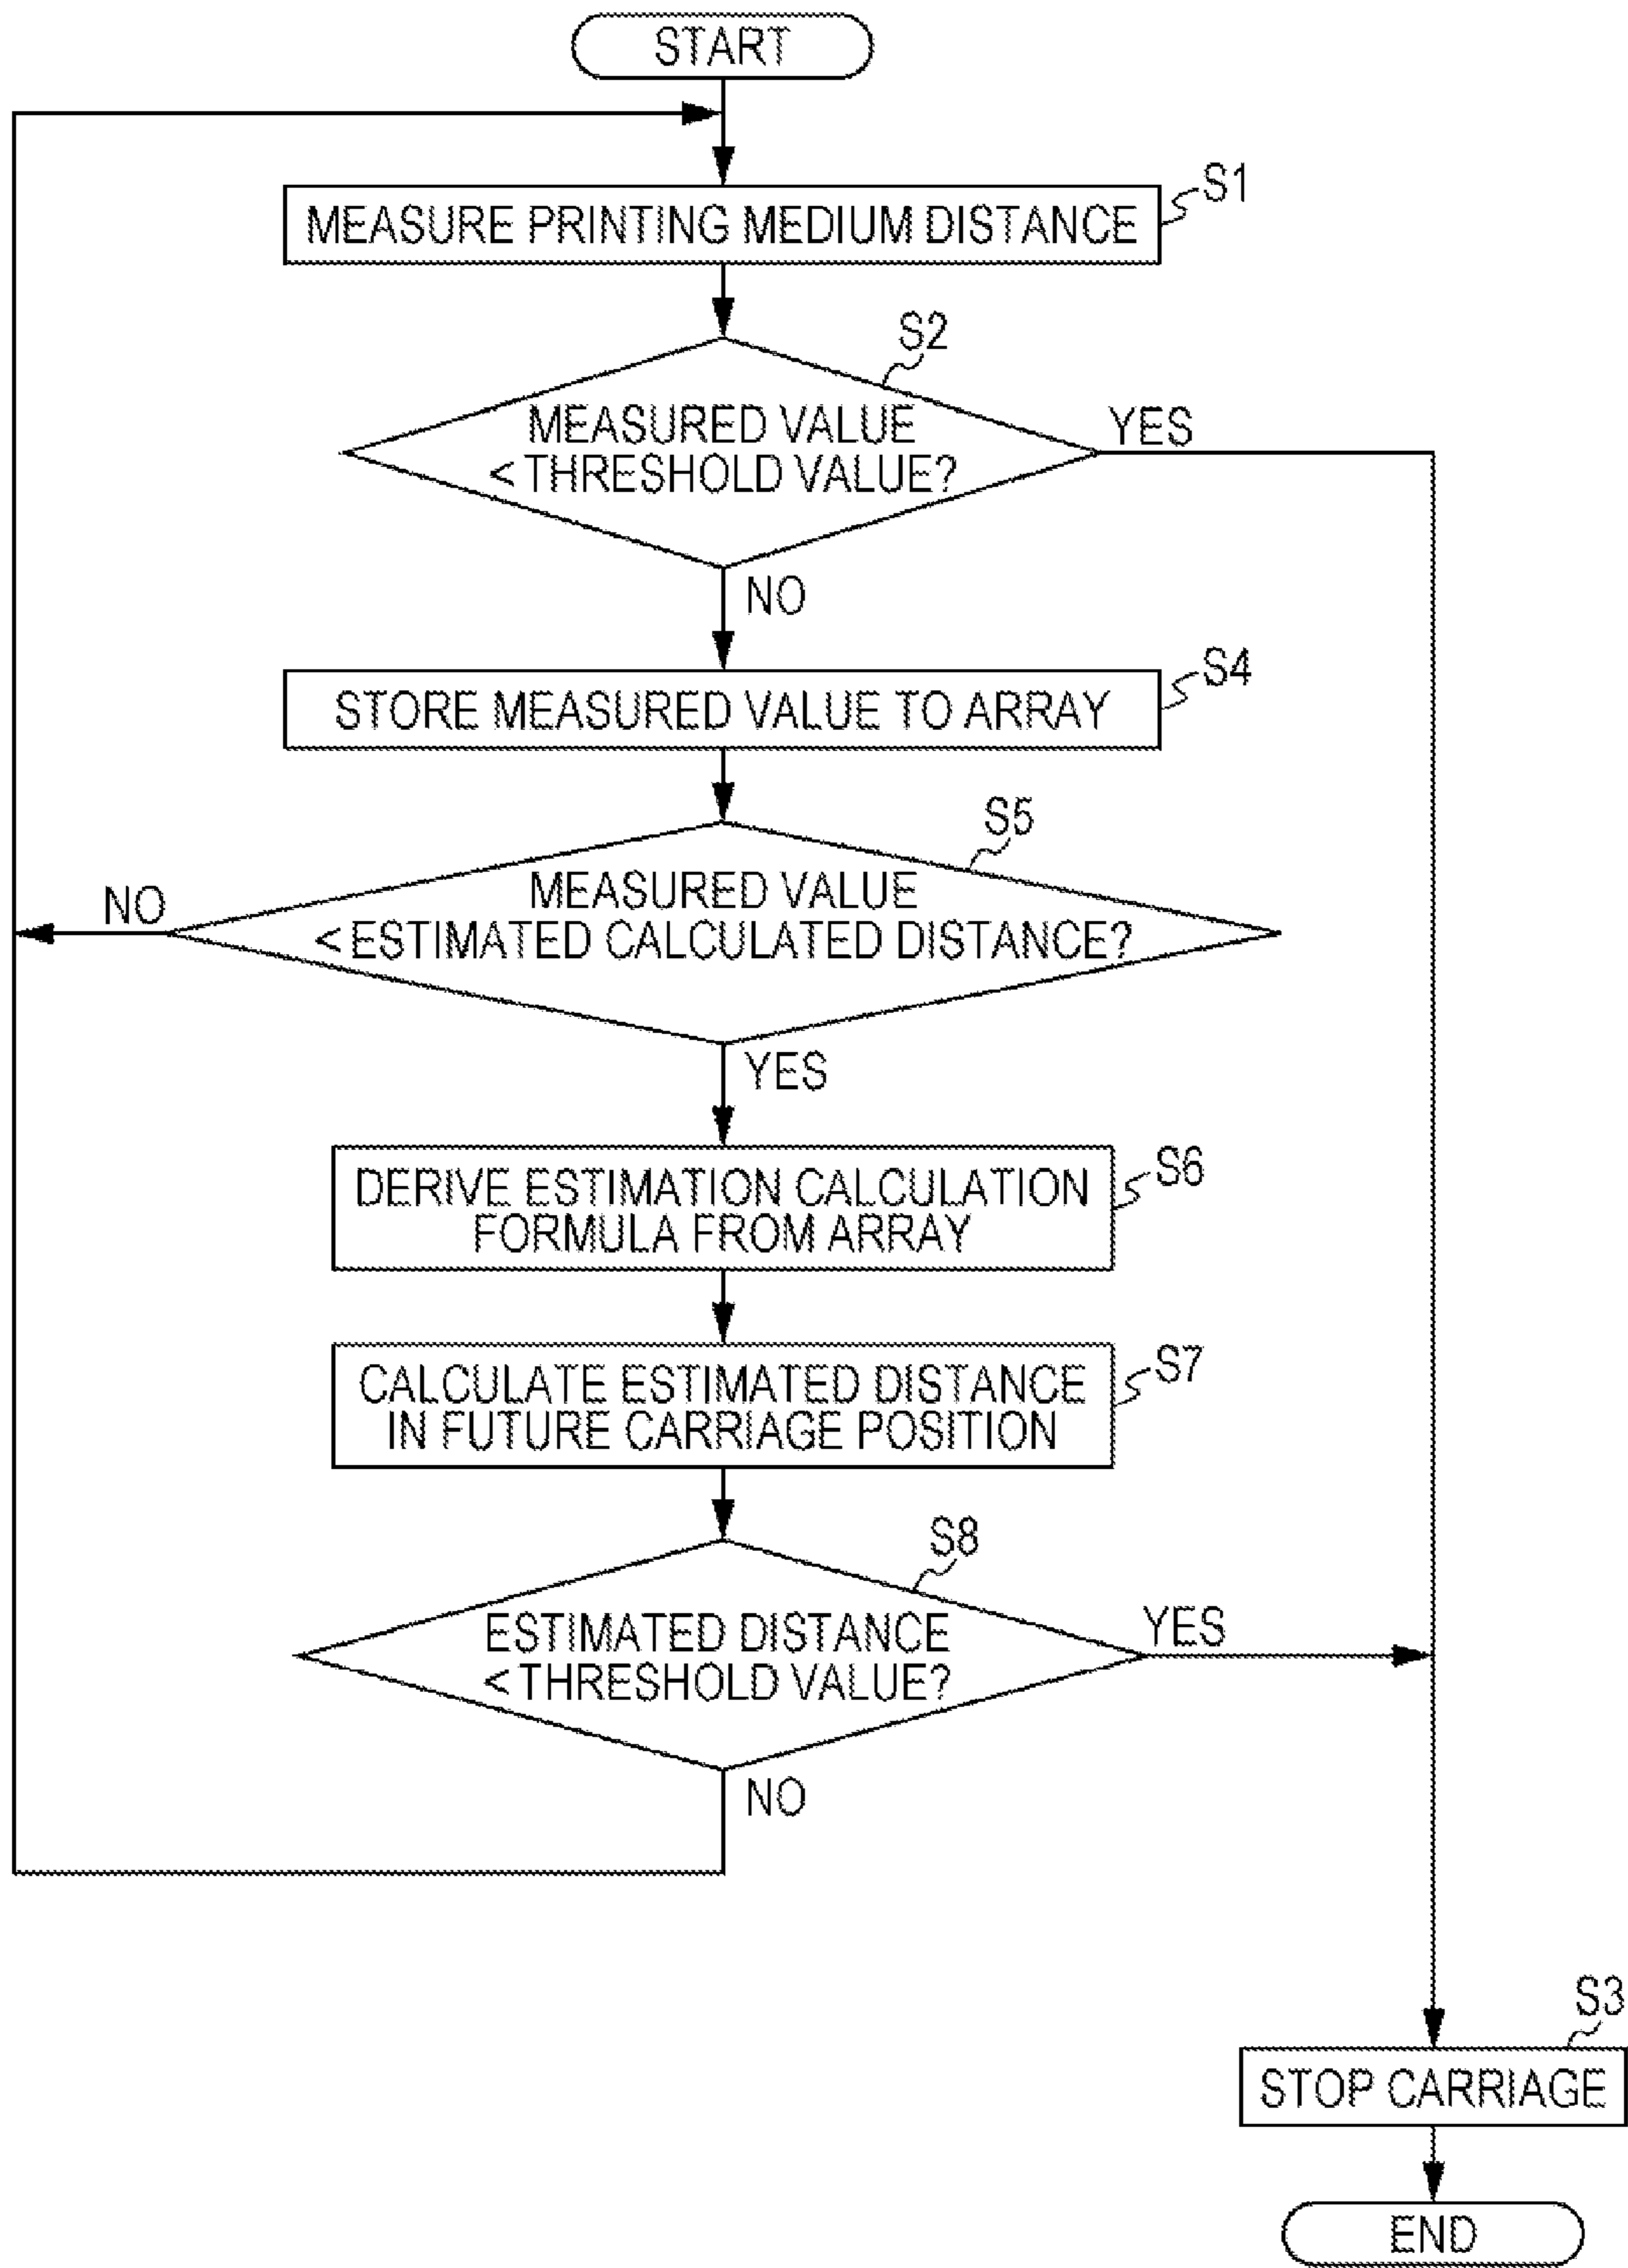 START
S1
MEASURE PRINTING MEDIUM DISTANCE
S2
MEASURED VALUE
< THRESHOLD VALUE?
YES
NO
S4
STORE MEASURED VALUE TO ARRAY
S5
MEASURED VALUE
< ESTIMATED CALCULATED DISTANCE?
NO
YES
S6
DERIVE ESTIMATION CALCULATION
FORMULA FROM ARRAY
S7
CALCULATE ESTIMATED DISTANCE
IN FUTURE CARRIAGE POSITION
S8
ESTIMATED DISTANCE
< THRESHOLD VALUE?
YES
NO
S3
STOP CARRIAGE
END